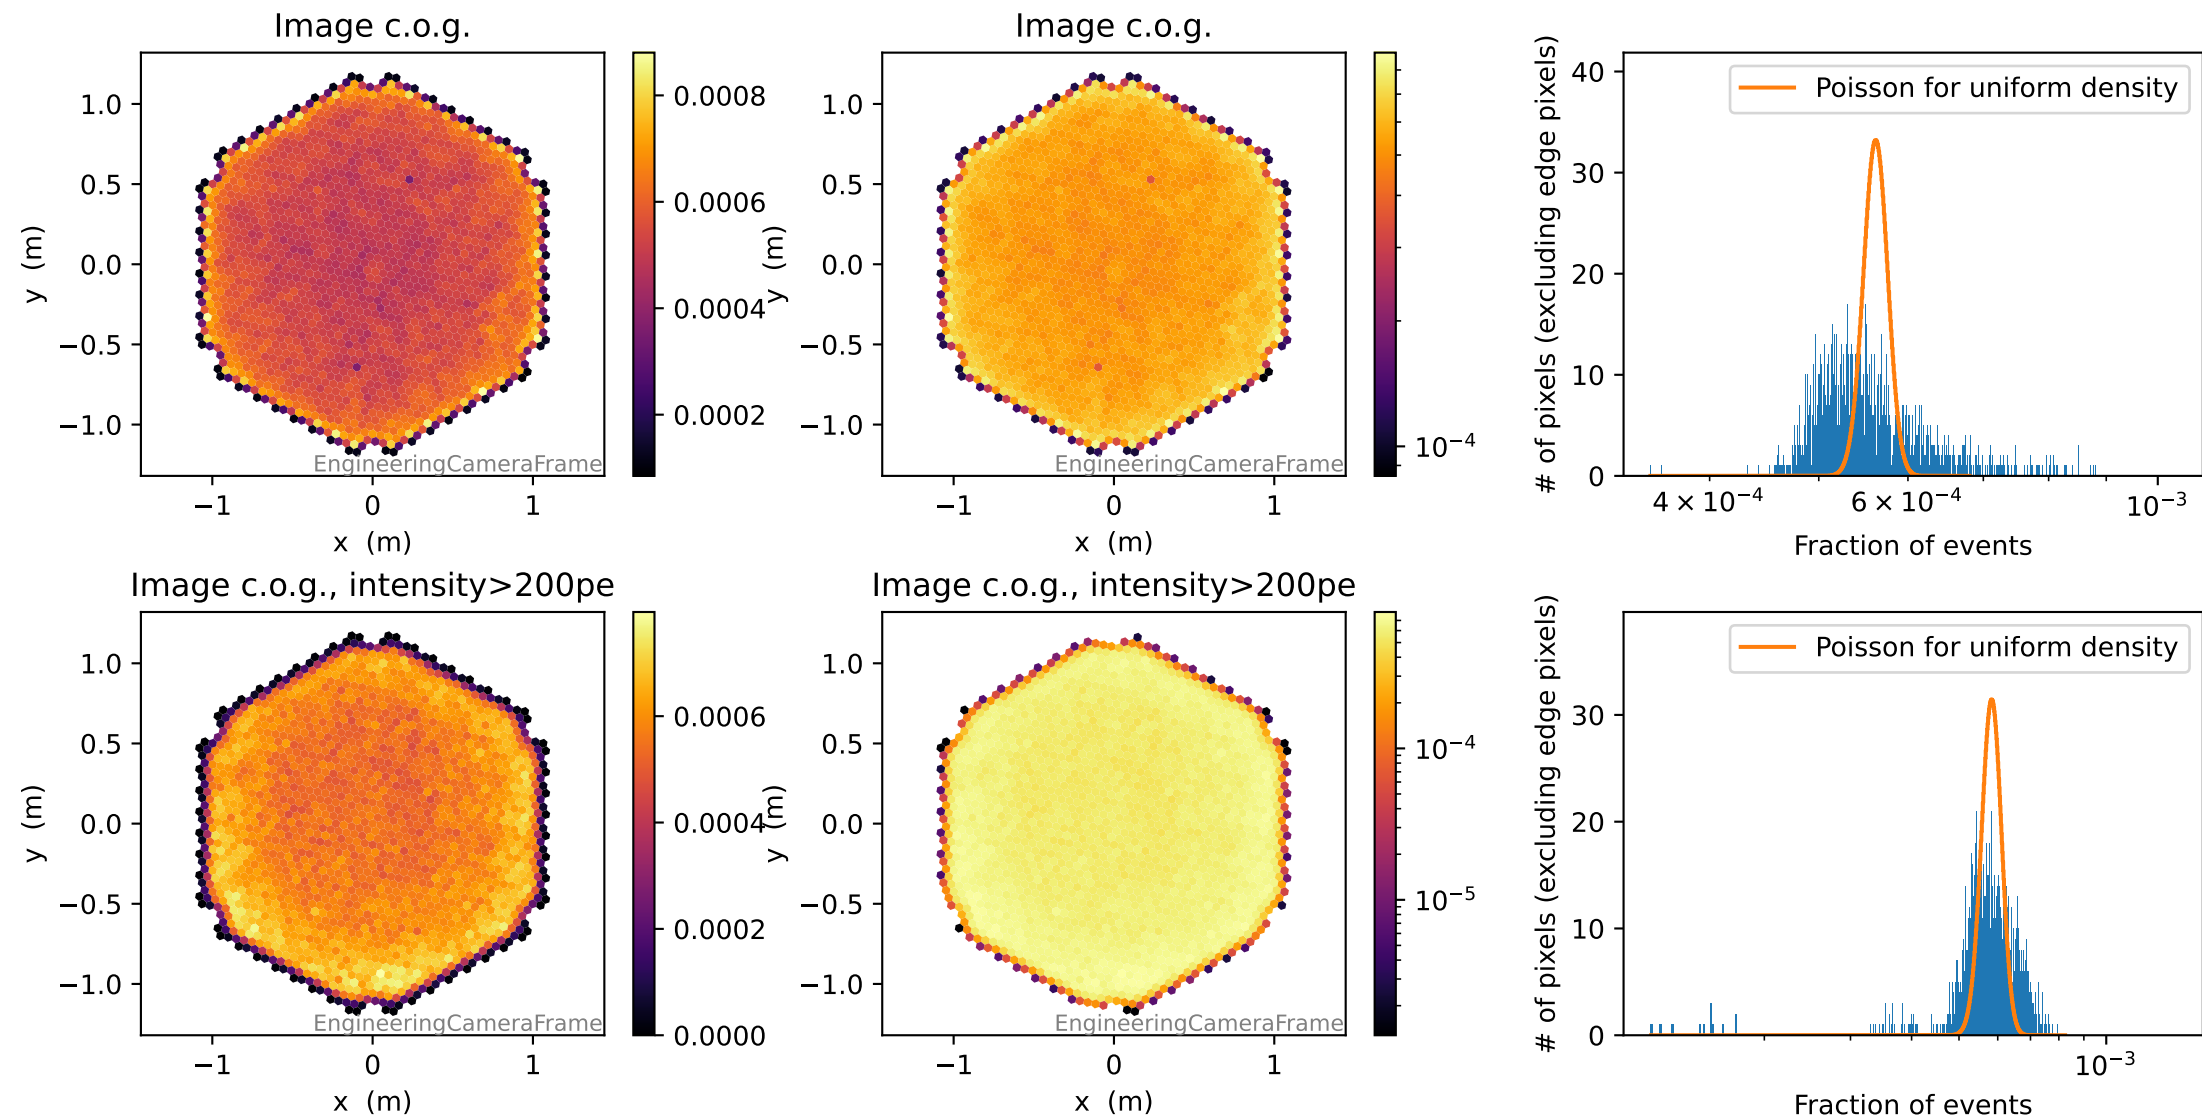 Image c.o.g.
1.0
0.5
0.0
−0.5
−1.0
y (m)
−1
0
1
x (m)
EngineeringCameraFrame
0.0008
0.0006
0.0004
0.0002
Image c.o.g.
1.0
0.5
0.0
−0.5
−1.0
y (m)
−1
0
1
x (m)
EngineeringCameraFrame
10⁻⁴
# of pixels (excluding edge pixels)
40
30
20
10
0
Poisson for uniform density
4 × 10⁻⁴
6 × 10⁻⁴
10⁻³
Fraction of events
Image c.o.g., intensity>200pe
1.0
0.5
0.0
−0.5
−1.0
y (m)
−1
0
1
x (m)
EngineeringCameraFrame
0.0006
0.0004
0.0002
0.0000
Image c.o.g., intensity>200pe
1.0
0.5
0.0
−0.5
−1.0
y (m)
−1
0
1
x (m)
EngineeringCameraFrame
10⁻⁴
10⁻⁵
# of pixels (excluding edge pixels)
30
20
10
0
Poisson for uniform density
10⁻³
Fraction of events